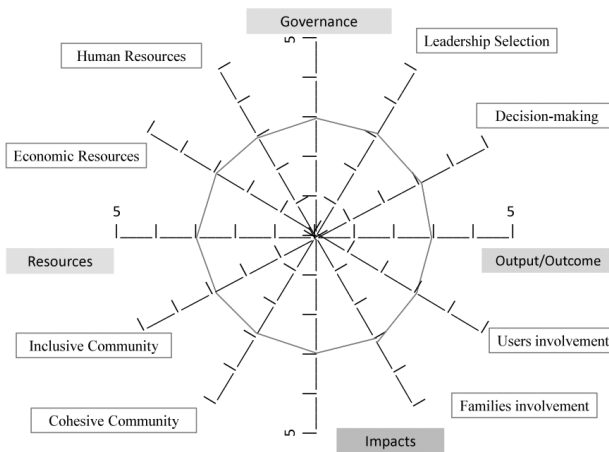 Governance
5
Leadership Selection
Human Resources
Decision-making
Economic Resources
5
5
Resources
Output/Outcome
Inclusive Community
Users involvement
Cohesive Community
Families involvement
5
Impacts